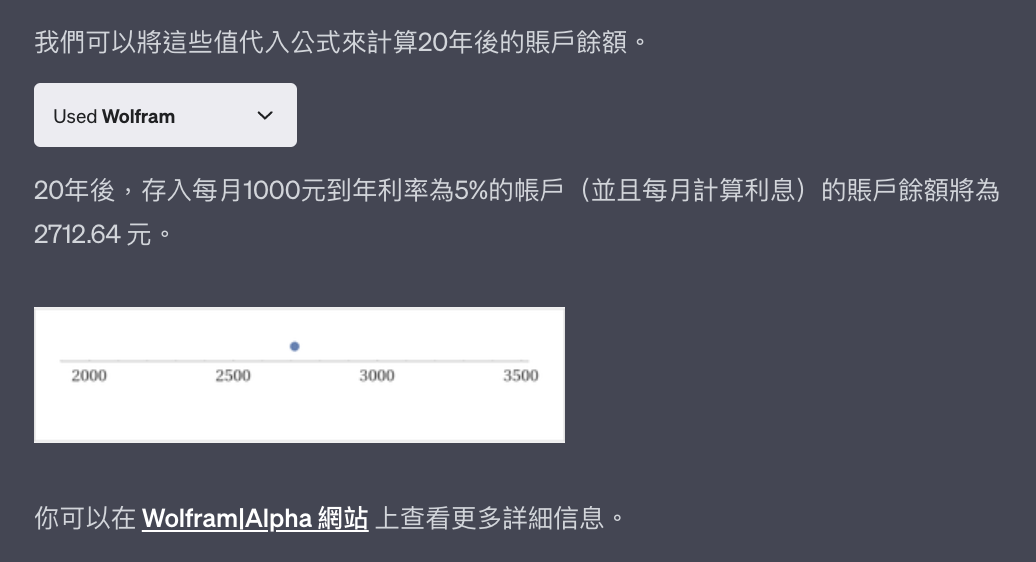 我們可以將這些值代入公式來計算20年後的賬戶餘額。
Used Wolfram
20年後，存入每月1000元到年利率為5%的帳戶（並且每月計算利息）的賬戶餘額將為
2712.64 元。
2000 2500 3000 3500
你可以在 Wolfram|Alpha 網站 上查看更多詳細信息。